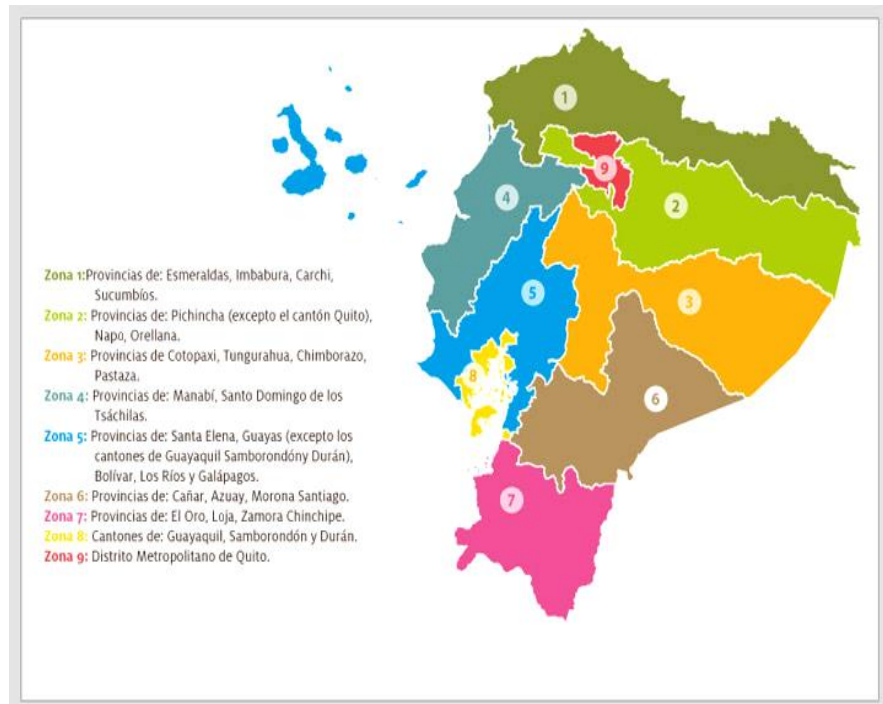 1
9
2
4
5
3
8
6
7
Zona 1:Provincias de: Esmeraldas, Imbabura, Carchi,
Sucumbíos.
Zona 2: Provincias de: Pichincha (excepto el cantón Quito),
Napo, Orellana.
Zona 3: Provincias de Cotopaxi, Tungurahua, Chimborazo,
Pastaza.
Zona 4: Provincias de: Manabí, Santo Domingo de los
Tsáchilas.
Zona 5: Provincias de: Santa Elena, Guayas (excepto los
cantones de Guayaquil Samborondóny Durán),
Bolívar, Los Ríos y Galápagos.
Zona 6: Provincias de: Cañar, Azuay, Morona Santiago.
Zona 7: Provincias de: El Oro, Loja, Zamora Chinchipe.
Zona 8: Cantones de: Guayaquil, Samborondón y Durán.
Zona 9: Distrito Metropolitano de Quito.